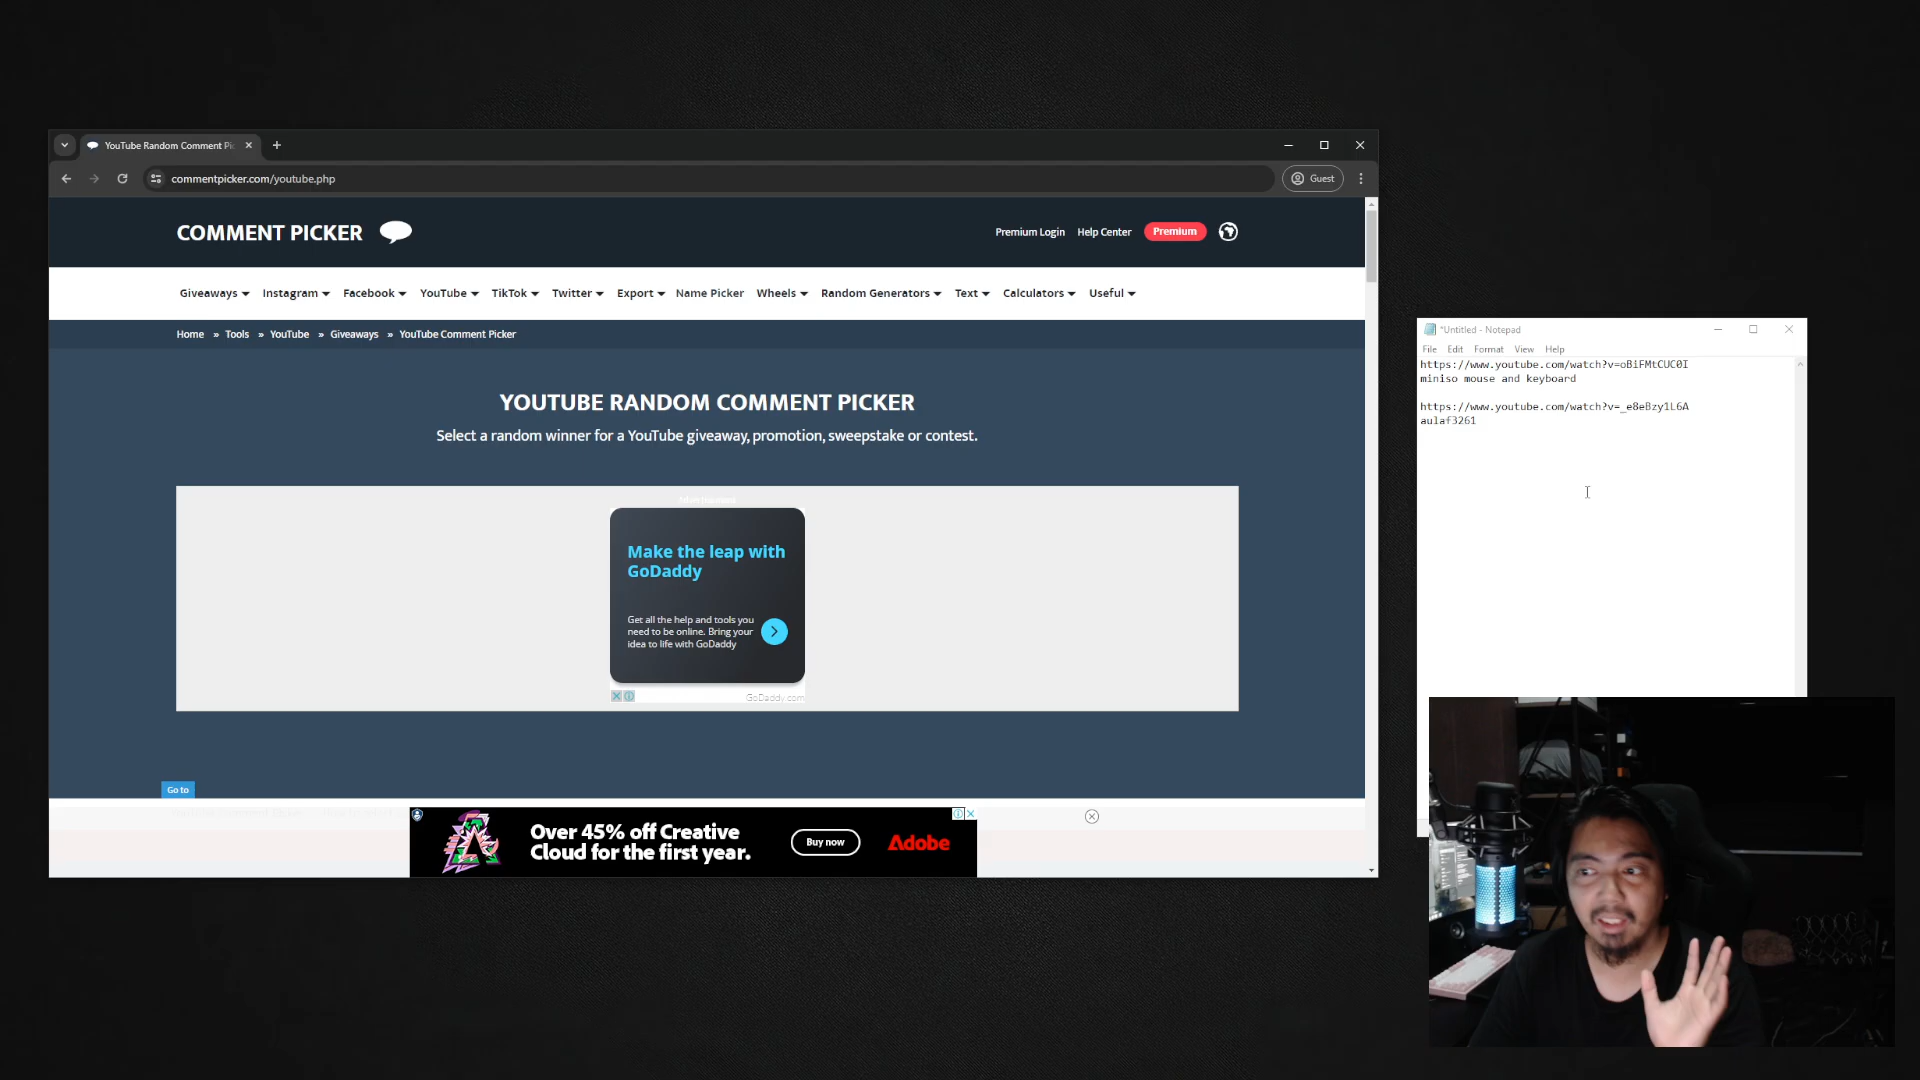 YouTube Random Comment Pi
commentpicker.com/youtube.php
Guest
COMMENT PICKER
Premium Login Help Center Premium
Giveaways Instagram Facebook YouTube TikTok Twitter Export Name Picker Wheels Random Generators Text Calculators Useful
Home » Tools » YouTube » Giveaways » YouTube Comment Picker
YOUTUBE RANDOM COMMENT PICKER
Select a random winner for a YouTube giveaway, promotion, sweepstake or contest.
Advertisement
Make the leap with
GoDaddy
Get all the help and tools you
need to be online. Bring your
idea to life with GoDaddy
GoDaddy.com
Go to
Over 45% off Creative
Cloud for the first year.
Buy now
Adobe
*Untitled - Notepad
File Edit Format View Help
https://www.youtube.com/watch?v=oBiFMtCUC0I
miniso mouse and keyboard
https://www.youtube.com/watch?v=_e8eBzy1L6A
aulaf3261